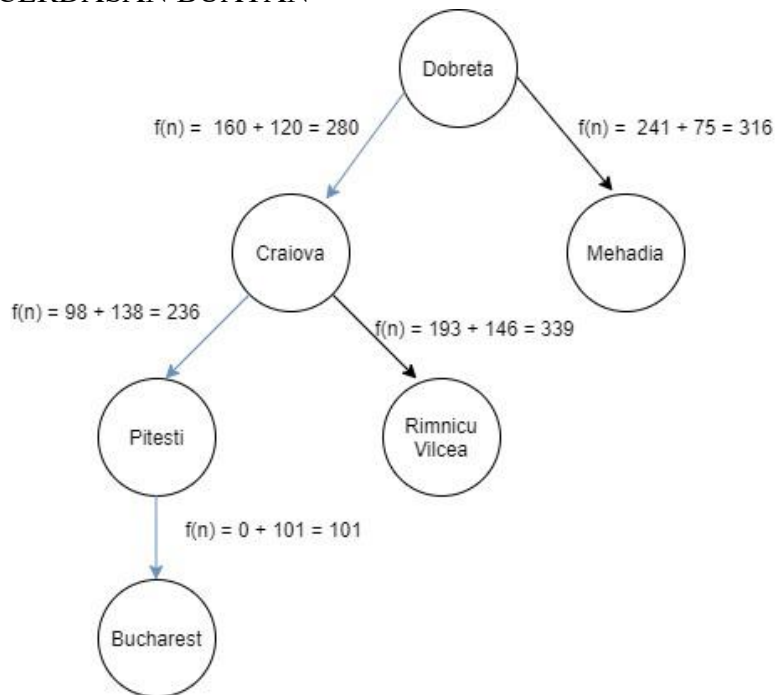 Dobreta
f(n) = 160 + 120 = 280
f(n) = 241 + 75 = 316
Craiova
Mehadia
f(n) = 98 + 138 = 236
f(n) = 193 + 146 = 339
Pitesti
Rimnicu
Vilcea
f(n) = 0 + 101 = 101
Bucharest